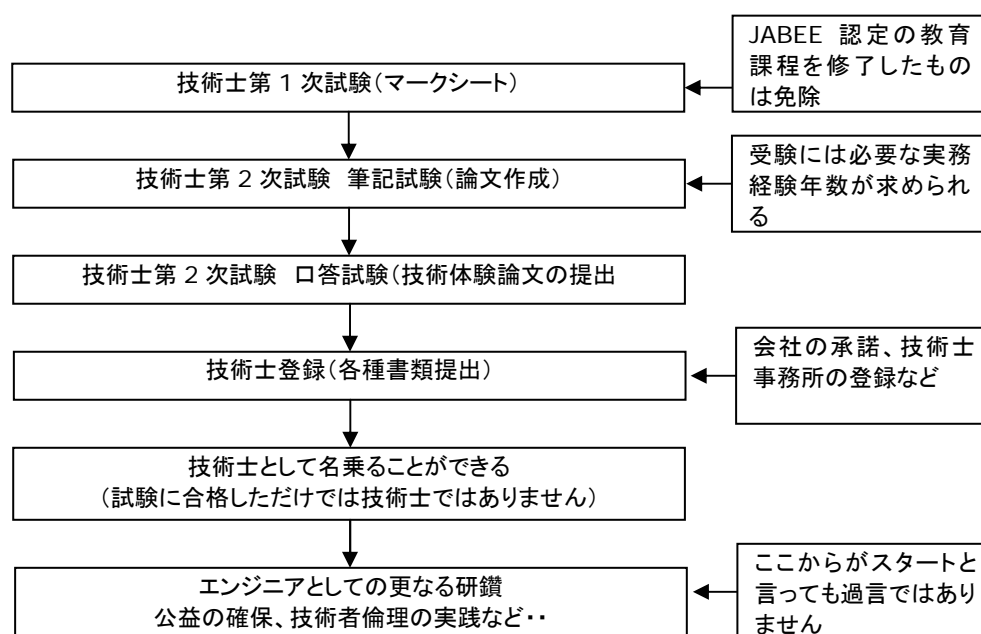 JABEE 認定の教育
課程を修了したもの
は免除
技術士第 1 次試験(マークシート)
技術士第 2 次試験 筆記試験(論文作成)
受験には必要な実務
経験年数が求められ
る
技術士第 2 次試験 口答試験(技術体験論文の提出
技術士登録(各種書類提出)
会社の承諾、技術士
事務所の登録など
技術士として名乗ることができる
(試験に合格しただけでは技術士ではありません)
エンジニアとしての更なる研鑽
公益の確保、技術者倫理の実践など・・
ここからがスタートと
言っても過言ではあり
ません